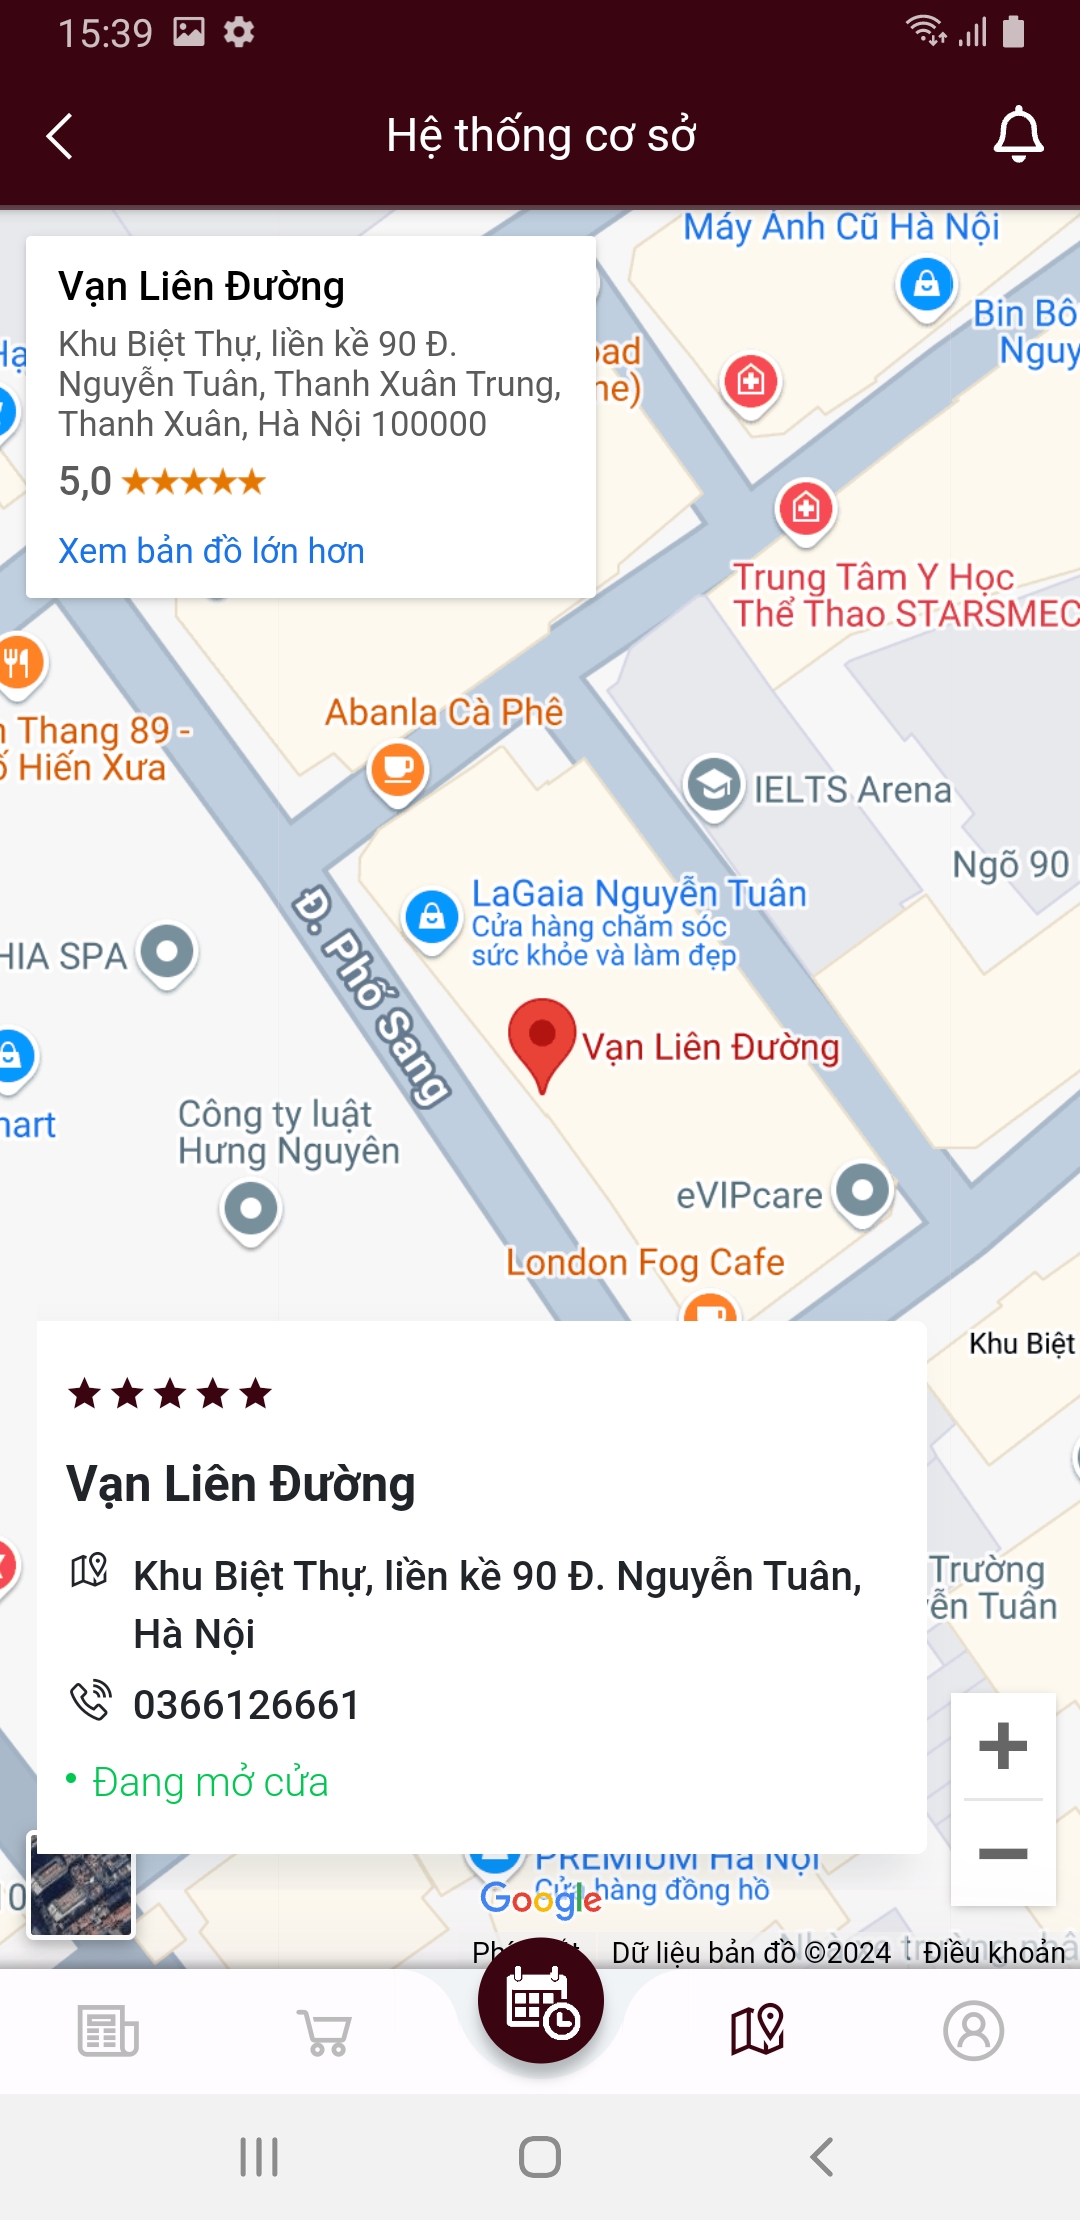 15:39
Hệ thống cơ sở
Máy Ảnh Cũ Hà Nội
Vạn Liên Đường
Khu Biệt Thự, liền kề 90 Đ.
Nguyễn Tuân, Thanh Xuân Trung,
Thanh Xuân, Hà Nội 100000
5,0
Xem bản đồ lớn hơn
Bin Bô
Trung Tâm Y Học
Thể Thao STARSMEC
Abanla Cà Phê
Thang 89 -
Hiến Xưa
IELTS Arena
Ngõ 90
LaGaia Nguyễn Tuân
Cửa hàng chăm sóc
sức khỏe và làm đẹp
SPA
Đ. Phố Sang
Vạn Liên Đường
Công ty luật
Hưng Nguyên
eVIPcare
London Fog Cafe
Khu Biệt
Vạn Liên Đường
Khu Biệt Thự, liền kề 90 Đ. Nguyễn Tuân,
Hà Nội
0366126661
• Đang mở cửa
Trường
Tuân
PREMIUM Hà Nội
Cửa hàng đồng hồ
Google
Dữ liệu bản đồ ©2024
Điều khoản